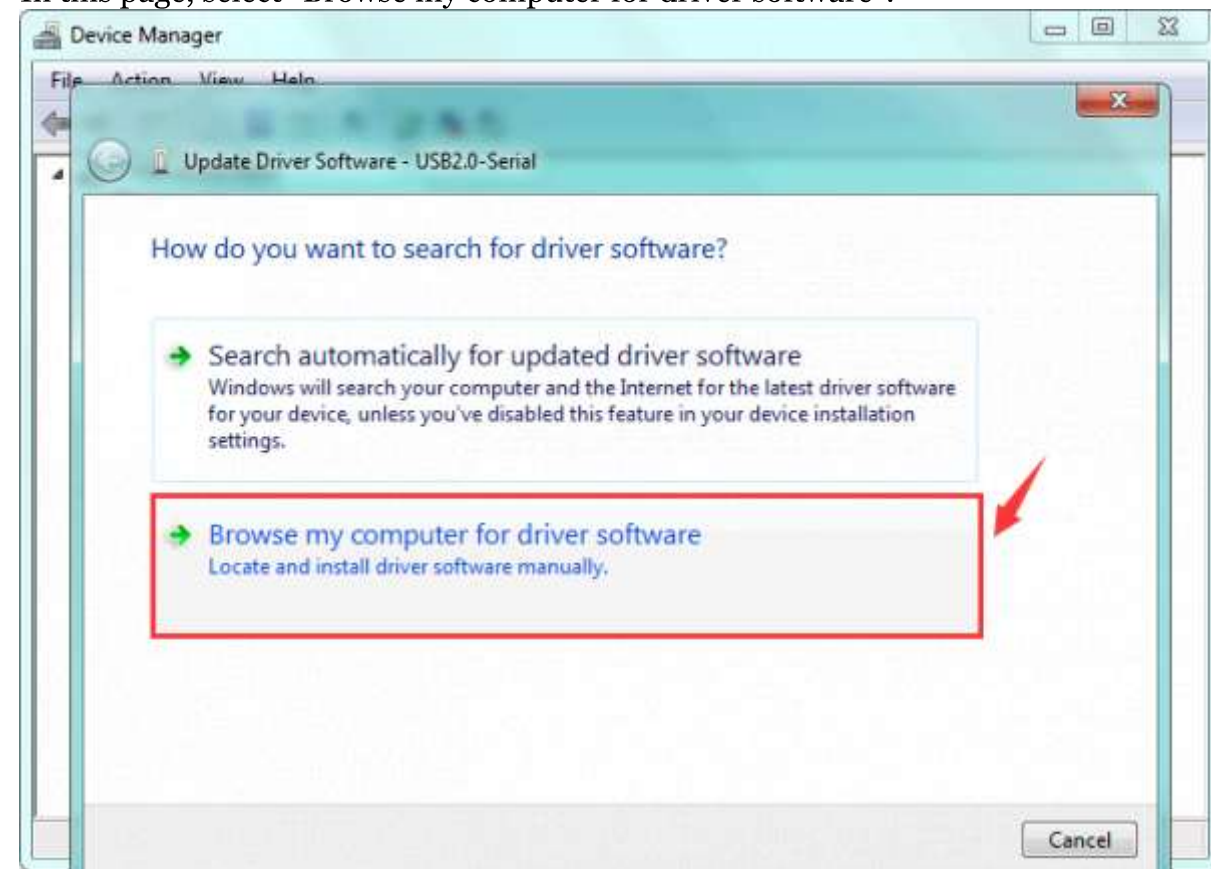 In this page, select "Browse my computer for driver software".
Device Manager
File Action View Help
Update Driver Software - USB2.0-Serial
How do you want to search for driver software?
Search automatically for updated driver software
Windows will search your computer and the Internet for the latest driver software
for your device, unless you've disabled this feature in your device installation
settings.
Browse my computer for driver software
Locate and install driver software manually.
Cancel